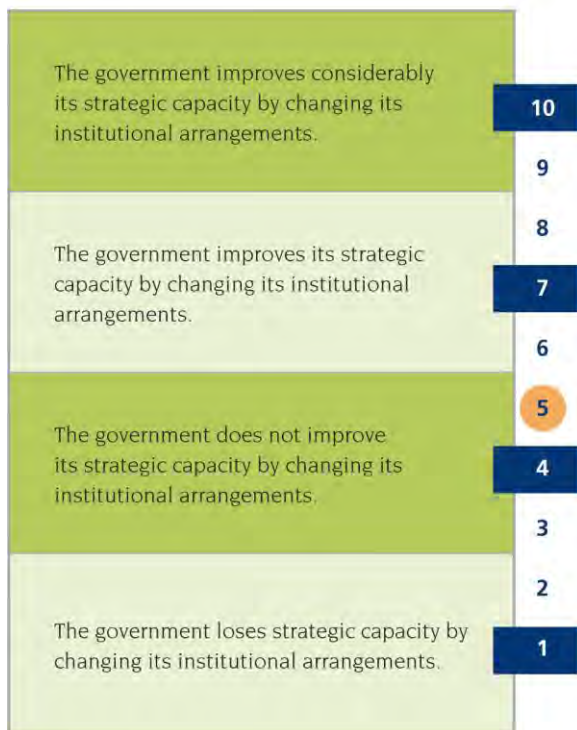 The government improves considerably
its strategic capacity by changing its
institutional arrangements.
10
9
8
The government improves its strategic
capacity by changing its institutional
arrangements.
7
6
5
The government does not improve
its strategic capacity by changing its
institutional arrangements.
4
3
2
The government loses strategic capacity by
changing its institutional arrangements.
1